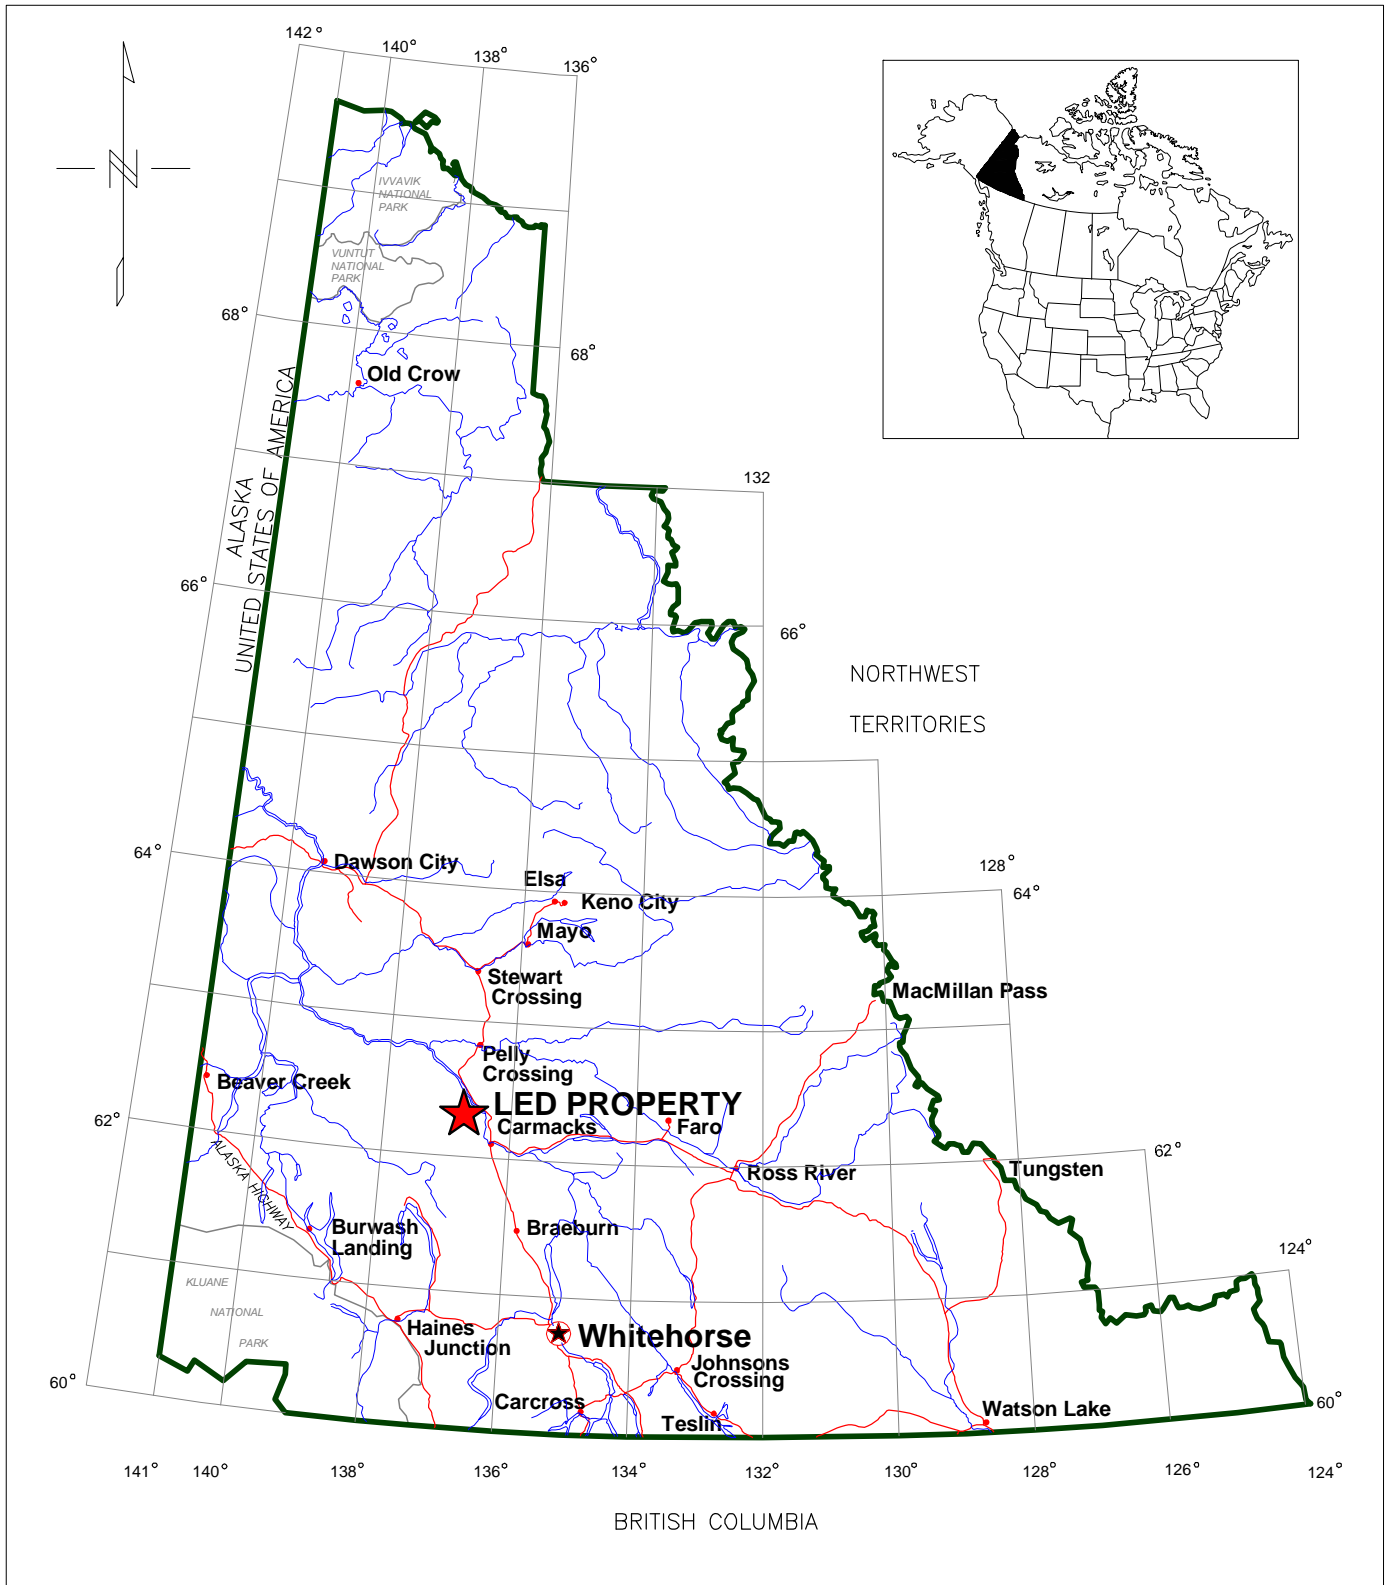 142°
140°
138°
136°
N
IVVAVIK
NATIONAL
PARK
VUNTUT
NATIONAL
PARK
68°
68°
Old Crow
ALASKA
UNITED STATES OF AMERICA
132
66°
66°
NORTHWEST
TERRITORIES
64°
Dawson City
Elsa
Keno City
Mayo
128°
64°
Stewart
Crossing
MacMillan Pass
Pelly
Crossing
Beaver Creek
LED PROPERTY
Carmacks
Faro
62°
62°
Ross River
Tungsten
ALASKA HIGHWAY
Burwash
Landing
Braeburn
124°
KLUANE
NATIONAL
PARK
Haines
Junction
Whitehorse
Johnsons
Crossing
Carcross
Teslin
Watson Lake
60°
60°
141°
140°
138°
136°
134°
132°
130°
128°
126°
124°
BRITISH COLUMBIA